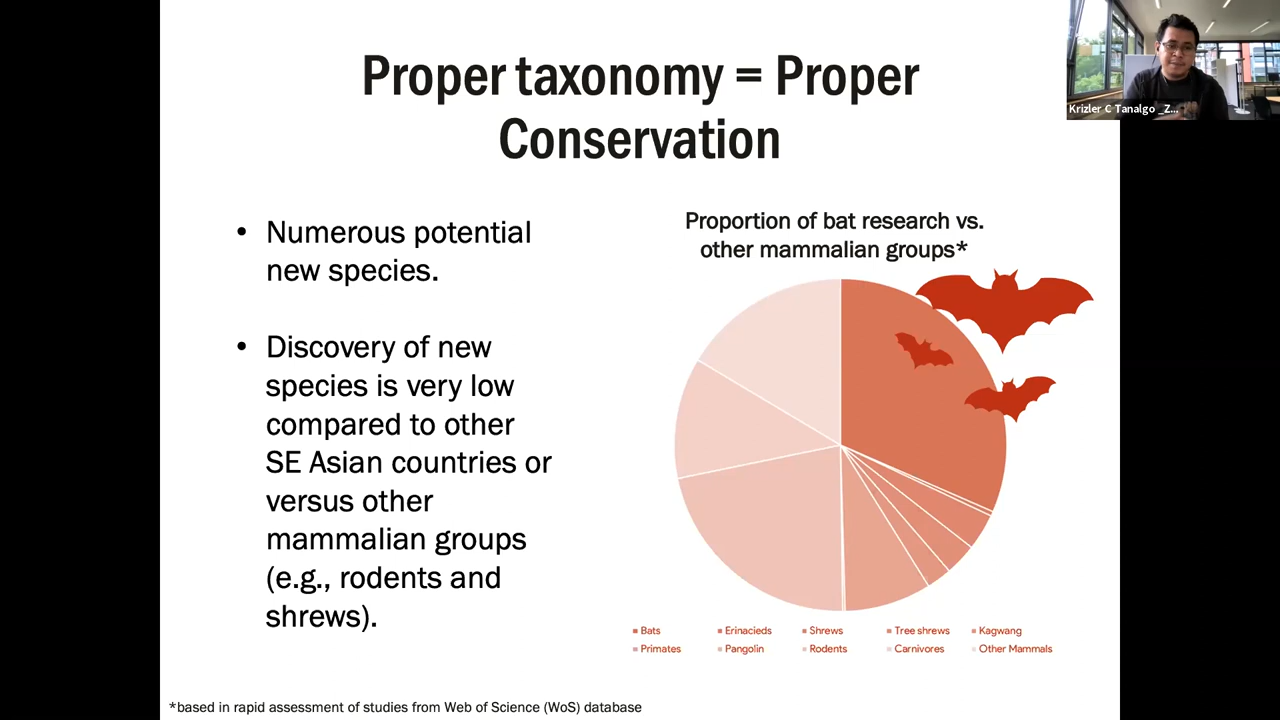 Proper taxonomy = Proper
Conservation
Krizler C Tanalgo _Z...
• Numerous potential
new species.
• Discovery of new
species is very low
compared to other
SE Asian countries or
versus other
mammalian groups
(e.g., rodents and
shrews).
Proportion of bat research vs.
other mammalian groups*
Bats Erinacieds Shrews Tree shrews Kagwang
Primates Pangolin Rodents Carnivores Other Mammals
*based in rapid assessment of studies from Web of Science (WoS) database